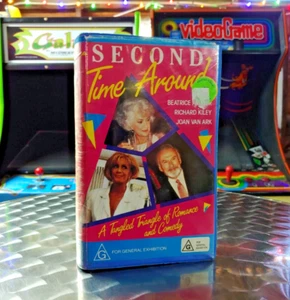 videoGame
SECOND
Time Around
BEATRICE
RICHARD KILEY
JOAN VAN ARK
A Tangled Triangle of Romance
and Comedy
G
FOR GENERAL EXHIBITION
G